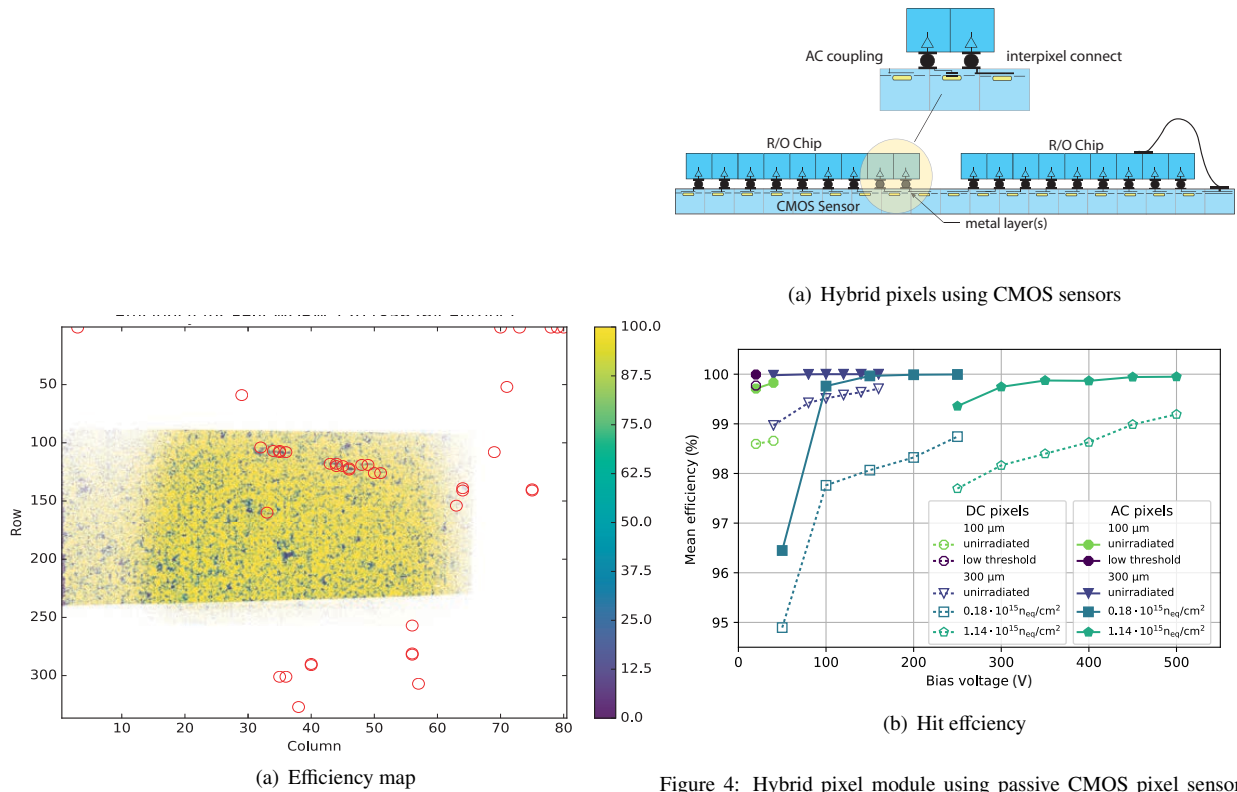 AC coupling
interpixel connect
R/O Chip
R/O Chip
CMOS Sensor
metal layer(s)
(a) Hybrid pixels using CMOS sensors
50
100
150
200
250
300
Row
10 20 30 40 50 60 70 80
Column
100.0
87.5
75.0
62.5
50.0
37.5
25.0
12.5
0.0
(a) Efficiency map
100
99
98
97
96
95
Mean efficiency (%)
DC pixels
100 μm
unirradiated
low threshold
300 μm
unirradiated
0.18 · 10¹⁵nₑq/cm²
1.14 · 10¹⁵nₑq/cm²
AC pixels
100 μm
unirradiated
low threshold
300 μm
unirradiated
0.18 · 10¹⁵nₑq/cm²
1.14 · 10¹⁵nₑq/cm²
0 100 200 300 400 500
Bias voltage (V)
(b) Hit effciency
Figure 4: Hybrid pixel module using passive CMOS pixel sensor